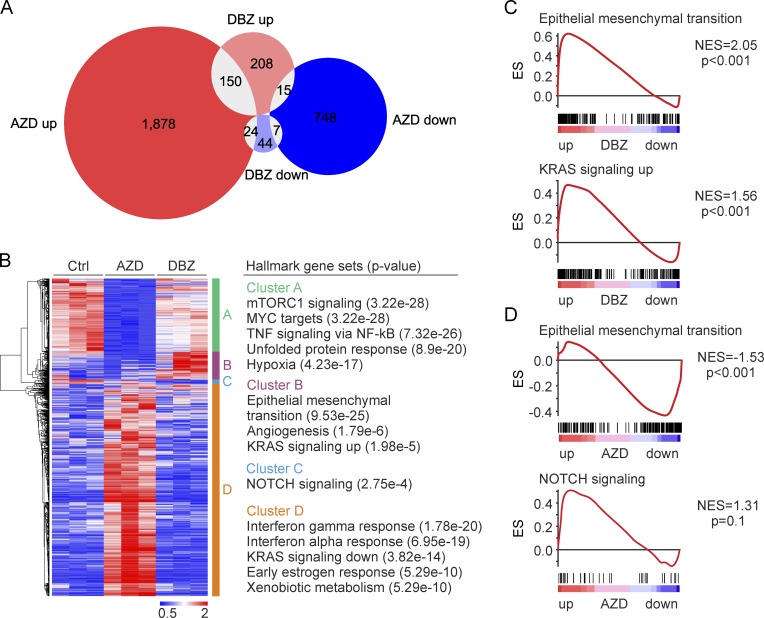 A
DBZ up
208
150
15
AZD up
1,878
748
AZD down
24
7
44
DBZ down
B
Ctrl AZD DBZ
Hallmark gene sets (p-value)
A
B
C
D
Cluster A
mTORC1 signaling (3.22e-28)
MYC targets (3.22e-28)
TNF signaling via NF-kB (7.32e-26)
Unfolded protein response (8.9e-20)
Hypoxia (4.23e-17)
Cluster B
Epithelial mesenchymal
transition (9.53e-25)
Angiogenesis (1.79e-6)
KRAS signaling up (1.98e-5)
Cluster C
NOTCH signaling (2.75e-4)
Cluster D
Interferon gamma response (1.78e-20)
Interferon alpha response (6.95e-19)
KRAS signaling down (3.82e-14)
Early estrogen response (5.29e-10)
Xenobiotic metabolism (5.29e-10)
0.5 1 2
C
Epithelial mesenchymal transition
NES=2.05
p<0.001
ES
0.6
0.4
0.2
0.0
up DBZ down
KRAS signaling up
NES=1.56
p<0.001
ES
0.4
0.2
0.0
up DBZ down
D
Epithelial mesenchymal transition
NES=-1.53
p<0.001
ES
0.0
-0.2
-0.4
up AZD down
NOTCH signaling
NES=1.31
p=0.1
ES
0.4
0.2
0.0
up AZD down